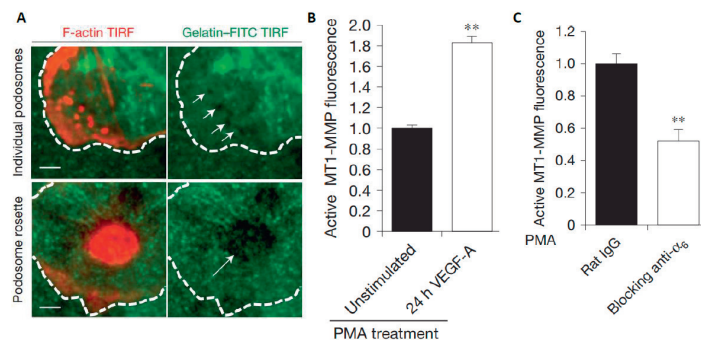 A
F-actin TIRF
Gelatin–FITC TIRF
Individual podosomes
Podosome rosette
B
Active MT1-MMP fluorescence
2.0
1.8
1.6
1.4
1.2
1.0
0.8
0.6
0.4
0.2
0
**
Unstimulated
24 h VEGF-A
PMA treatment
C
Active MT1-MMP fluorescence
1.2
1.0
0.8
0.6
0.4
0.2
0
**
PMA
Rat IgG
Blocking anti-α₆